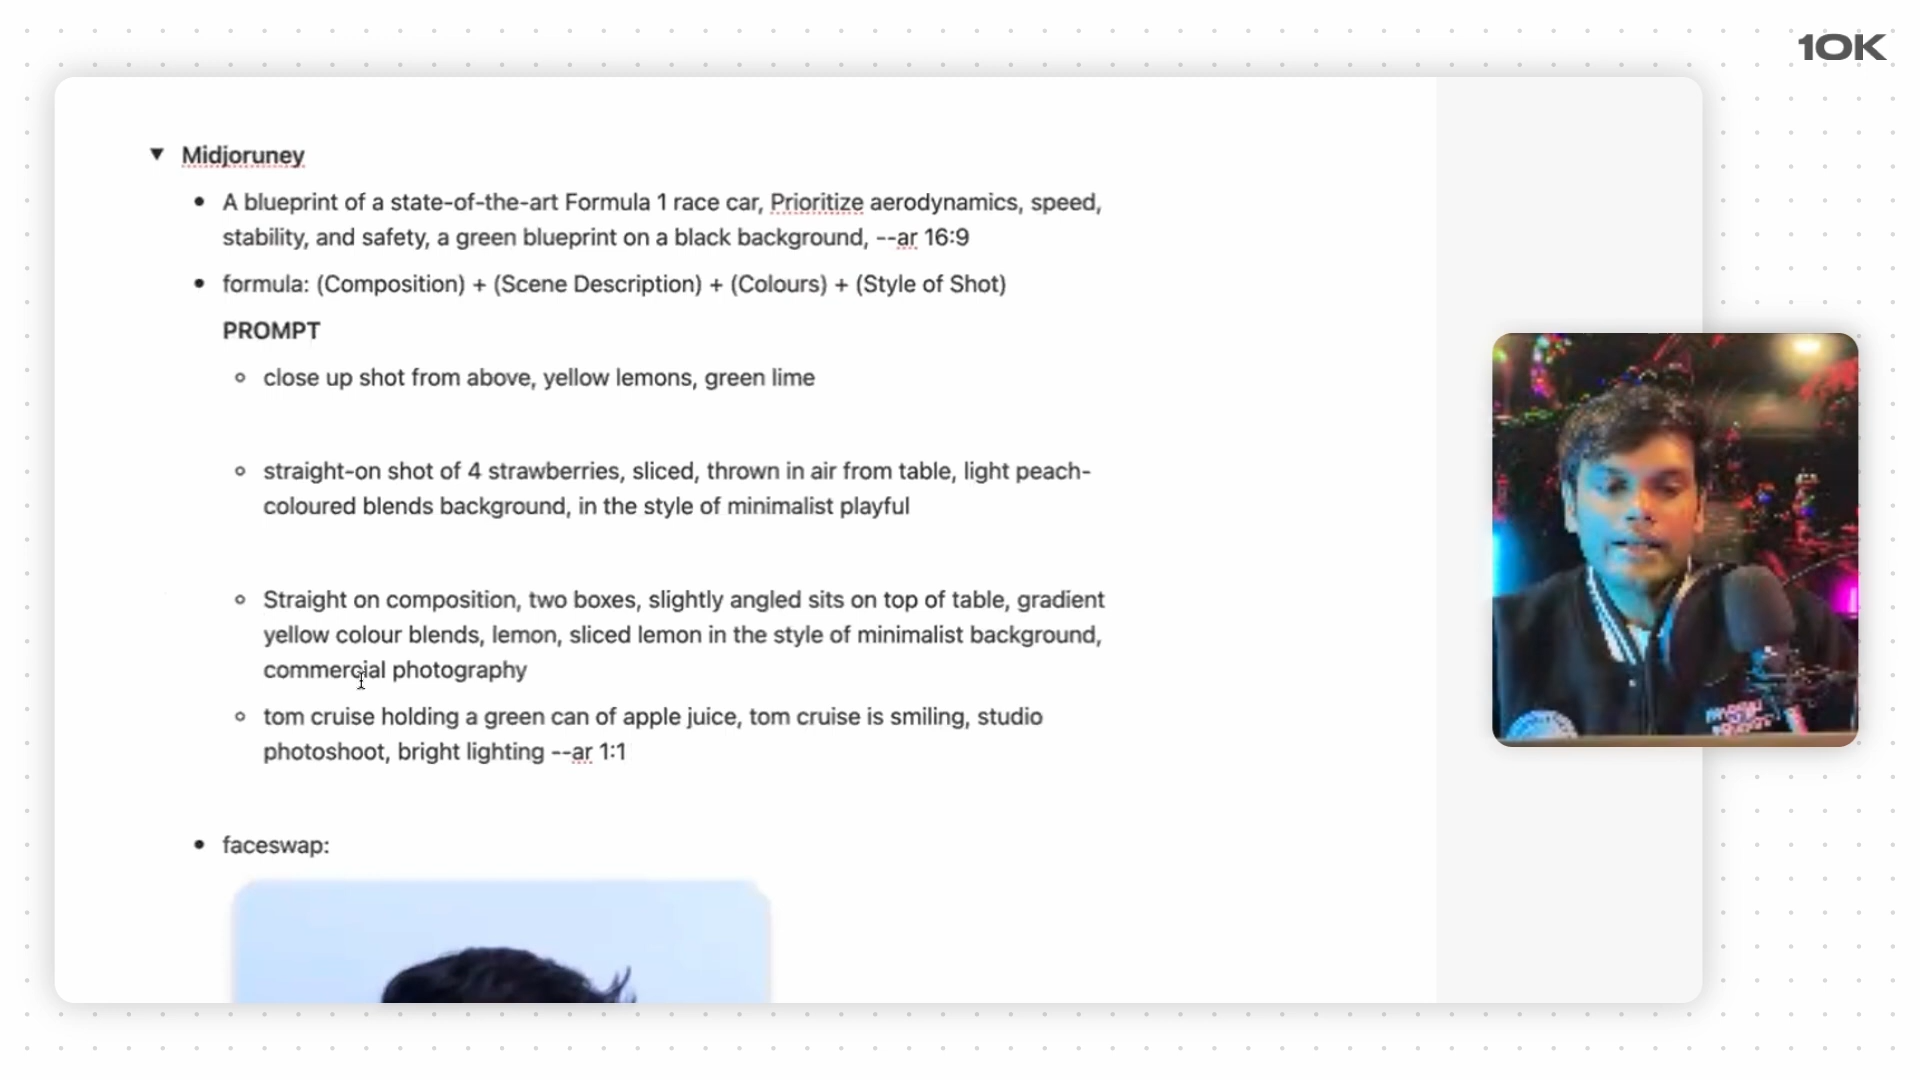 10K
Midjoruney
A blueprint of a state-of-the-art Formula 1 race car, Prioritize aerodynamics, speed,
stability, and safety, a green blueprint on a black background, --ar 16:9
formula: (Composition) + (Scene Description) + (Colours) + (Style of Shot)
PROMPT
close up shot from above, yellow lemons, green lime
straight-on shot of 4 strawberries, sliced, thrown in air from table, light peach-
coloured blends background, in the style of minimalist playful
Straight on composition, two boxes, slightly angled sits on top of table, gradient
yellow colour blends, lemon, sliced lemon in the style of minimalist background,
commercial photography
tom cruise holding a green can of apple juice, tom cruise is smiling, studio
photoshoot, bright lighting --ar 1:1
faceswap: